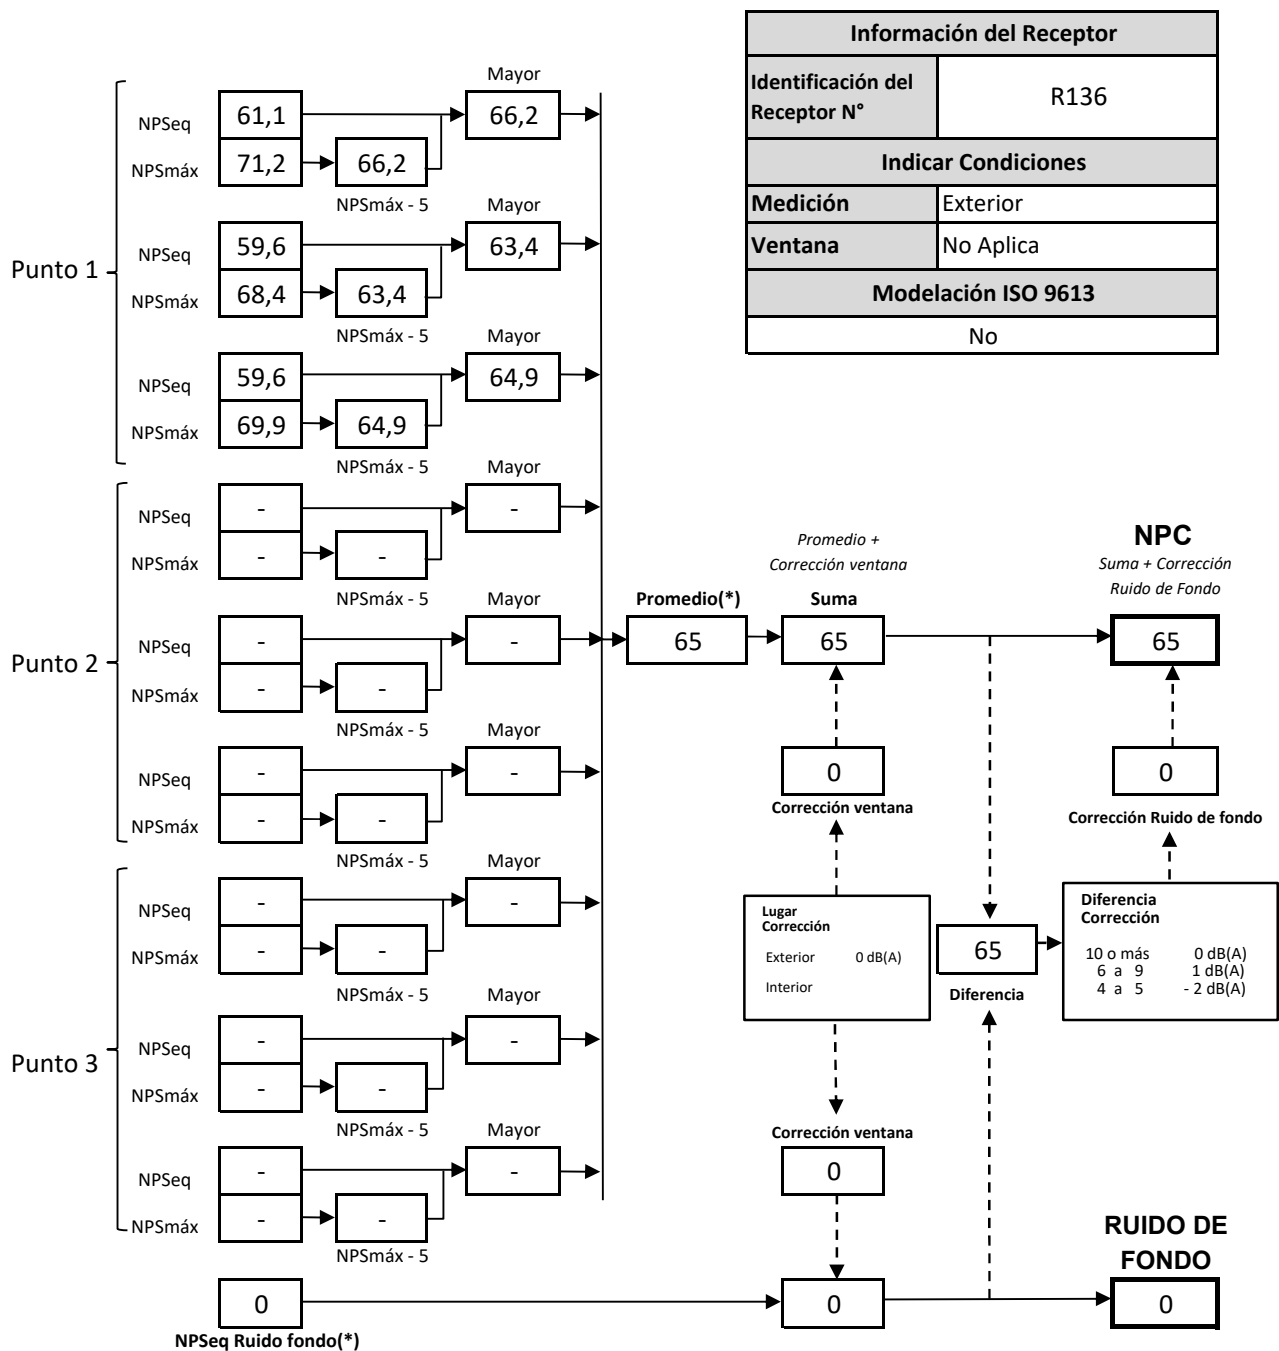 Información del Receptor
Identificación del Receptor N°
R136
Indicar Condiciones
Medición Exterior
Ventana No Aplica
Modelación ISO 9613
No
Punto 1
Mayor
NPSeq 61,1 66,2
NPSmáx 71,2 66,2
NPSmáx - 5 Mayor
NPSeq 59,6 63,4
NPSmáx 68,4 63,4
NPSmáx - 5 Mayor
NPSeq 59,6 64,9
NPSmáx 69,9 64,9
NPSmáx - 5 Mayor
Punto 2
NPSeq - -
NPSmáx - -
NPSmáx - 5 Mayor
NPSeq - -
NPSmáx - -
NPSmáx - 5 Mayor
NPSeq - -
NPSmáx - -
NPSmáx - 5 Mayor
Punto 3
NPSeq - -
NPSmáx - -
NPSmáx - 5 Mayor
NPSeq - -
NPSmáx - -
NPSmáx - 5 Mayor
NPSeq - -
NPSmáx - -
NPSmáx - 5
0
NPSeq Ruido fondo(*)
Promedio(*)
65
Promedio +
Corrección ventana
Suma
65
0
Corrección ventana
Lugar
Corrección
Exterior 0 dB(A)
Interior
Corrección ventana
0
0
65
Diferencia
NPC
Suma + Corrección
Ruido de Fondo
65
0
Corrección Ruido de fondo
Diferencia
Corrección
10 o más 0 dB(A)
6 a 9 1 dB(A)
4 a 5 - 2 dB(A)
RUIDO DE
FONDO
0